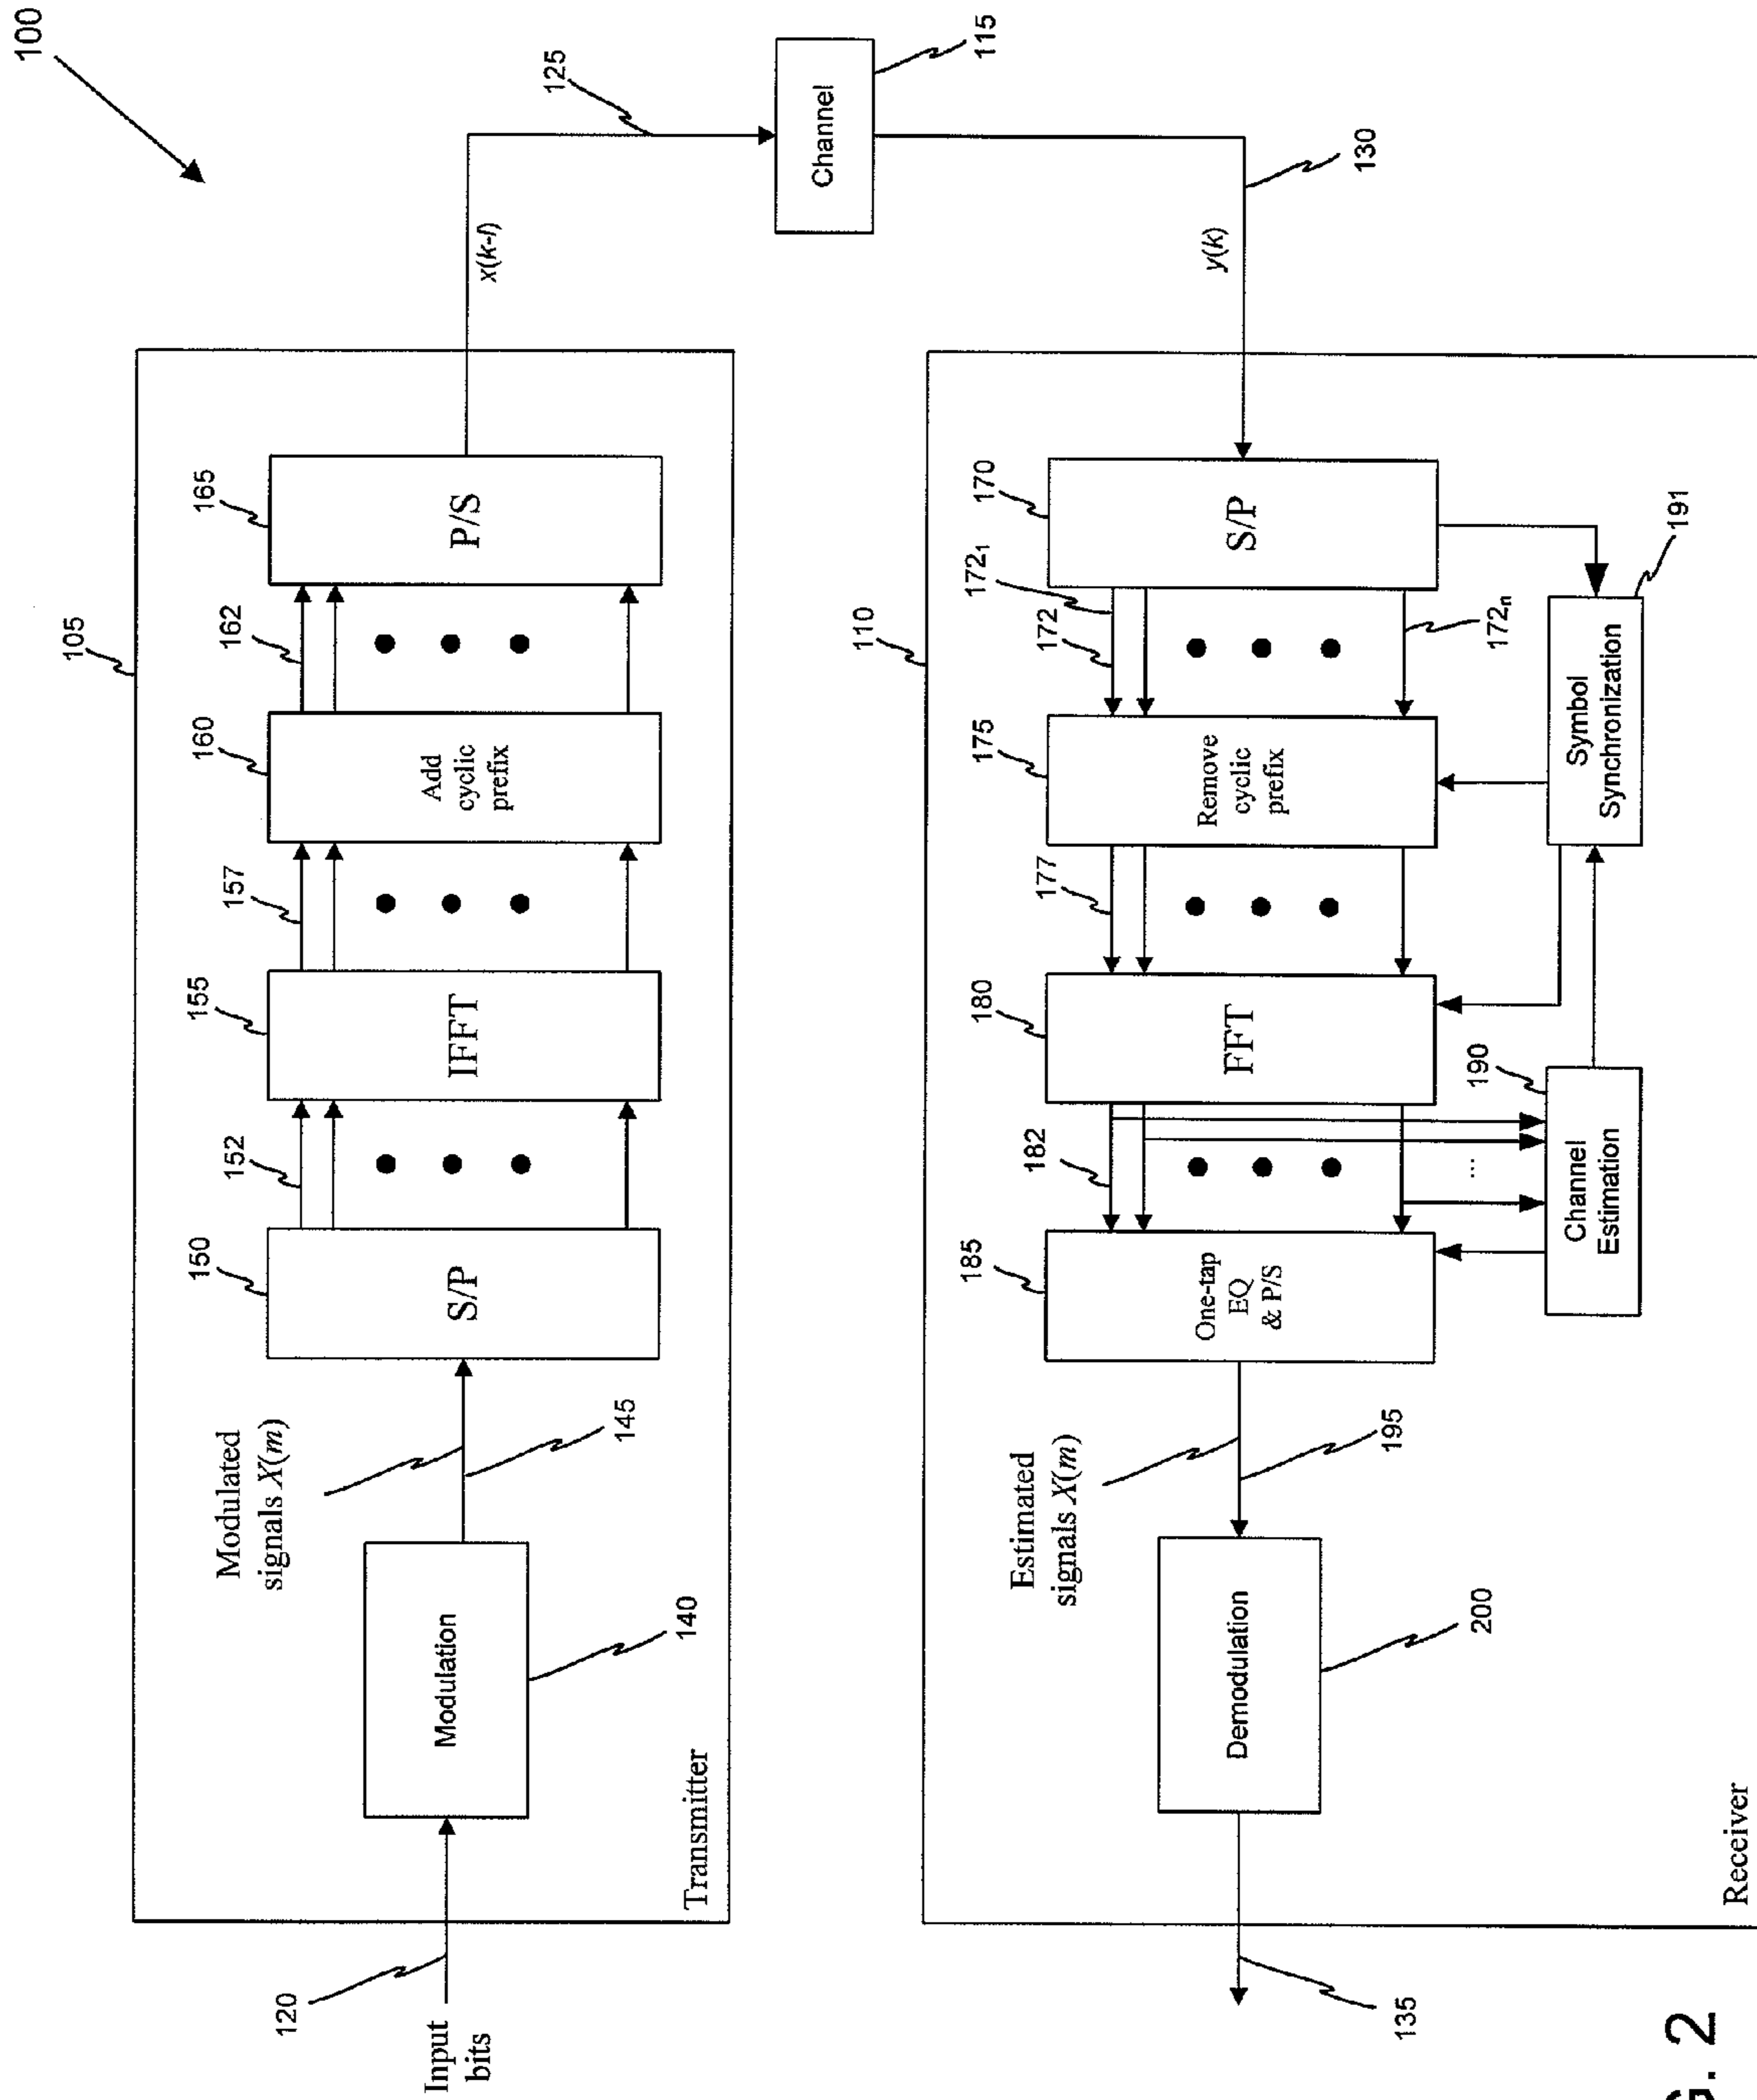 100
105
150
152
155
157
160
162
165
Modulated
signals X(m)
S/P
IFFT
Add
cyclic
prefix
P/S
x(k-l)
125
120
Input
bits
Modulation
145
140
Transmitter
Channel
115
110
185
182
180
177
175
172
172₁
170
Estimated
signals X(m)
One-tap
EQ
& P/S
FFT
Remove
cyclic
prefix
S/P
y(k)
130
Demodulation
195
200
135
...
190
172ₙ
Channel
Estimation
Symbol
Synchronization
191
Receiver
G. 2